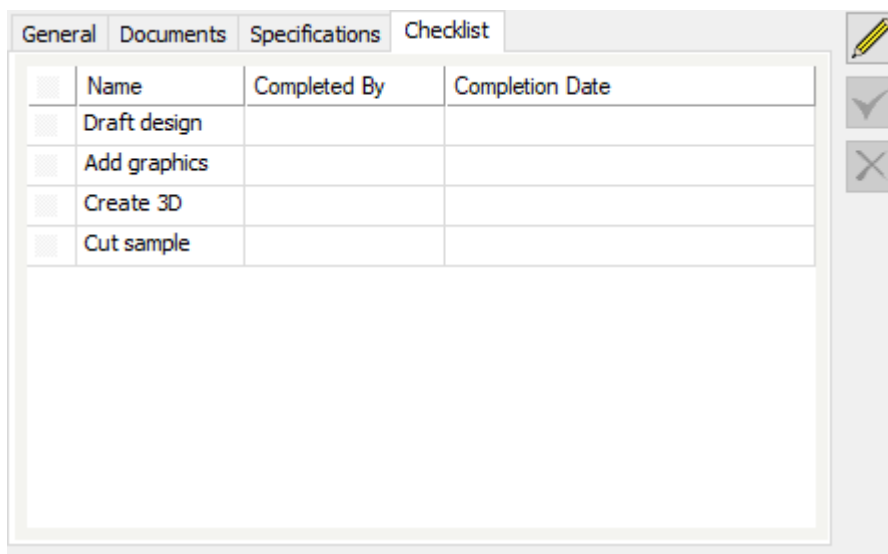 General Documents Specifications Checklist
Name Completed By Completion Date
Draft design
Add graphics
Create 3D
Cut sample